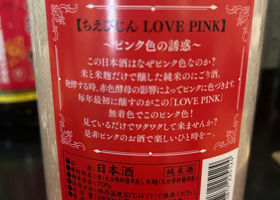 【ちえびじん LOVE PINK】
～ピンク色の誘惑～
この日本酒はなぜピンク色なのか？
米と米麹だけで醸した純米のにごり酒。
発酵する時、赤色酵母の影響によってピンクに色づきます。
毎年最初に醸すのがこの「LOVE PINK」
無着色でこのピンク色！
見ているだけでワクワクして来ませんか？
是非ピンクのお酒で楽しいひと時を～。
日本酒 純米酒
70%